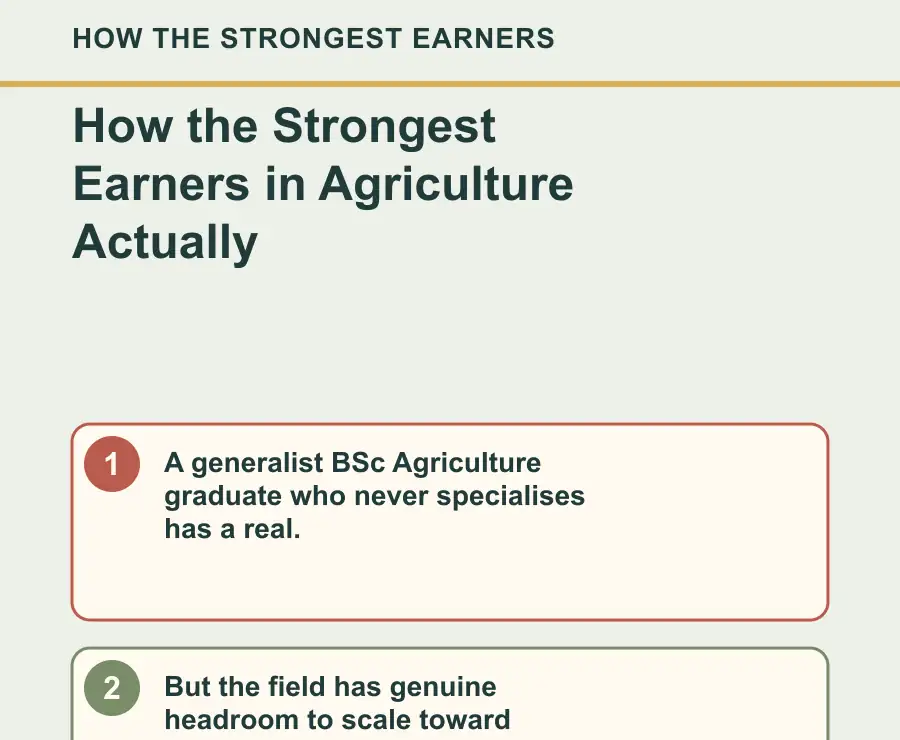 HOW THE STRONGEST EARNERS
How the Strongest
Earners in Agriculture
Actually
1
A generalist BSc Agriculture
graduate who never specialises
has a real.
2
But the field has genuine
headroom to scale toward